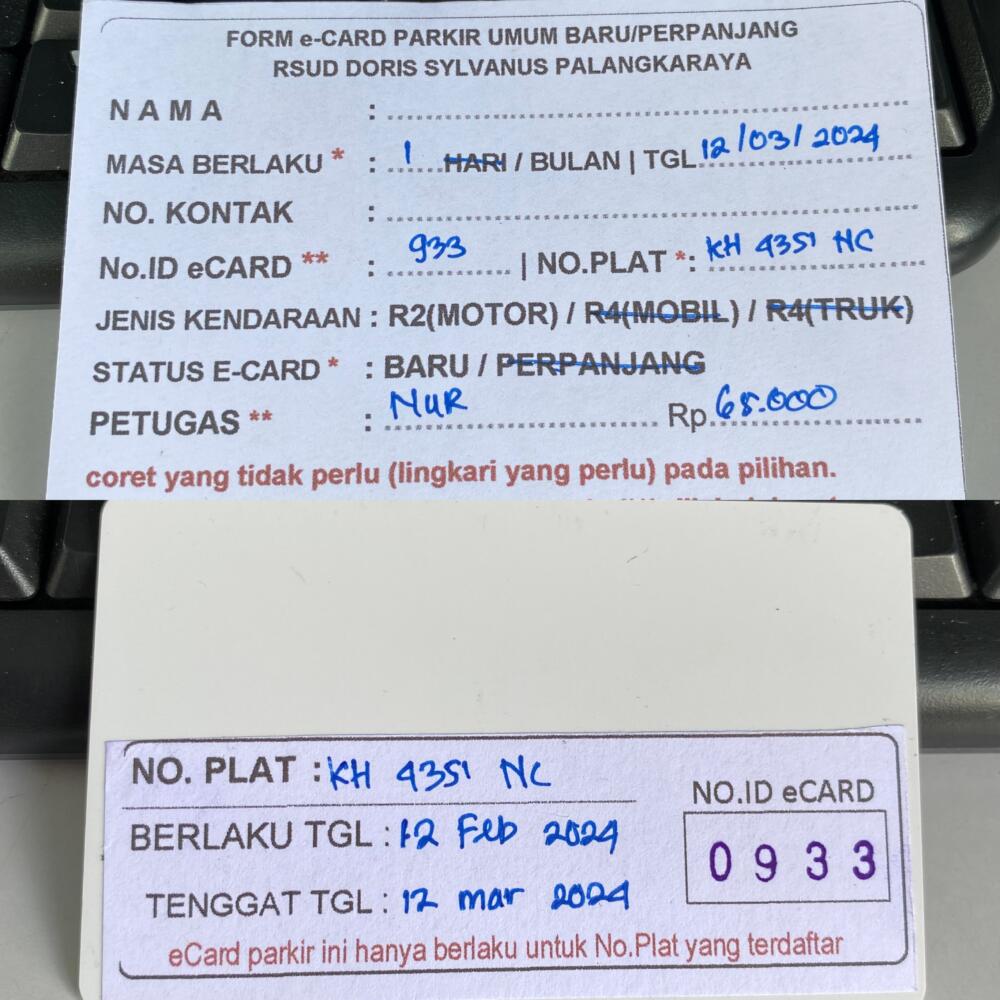 FORM e-CARD PARKIR UMUM BARU/PERPANJANG
RSUD DORIS SYLVANUS PALANGKARAYA
NAMA :
MASA BERLAKU * : 1 HARI / BULAN | TGL 12/03/2024
NO. KONTAK :
No.ID eCARD ** : 933 | NO.PLAT *: KH 4351 NC
JENIS KENDARAAN : R2(MOTOR) / R4(MOBIL) / R4(TRUK)
STATUS E-CARD * : BARU / PERPANJANG
PETUGAS ** : NUR Rp 65.000
coret yang tidak perlu (lingkari yang perlu) pada pilihan.
NO. PLAT : KH 4351 NC
NO.ID eCARD
BERLAKU TGL : 12 Feb 2024
0933
TENGGAT TGL : 12 mar 2024
eCard parkir ini hanya berlaku untuk No.Plat yang terdaftar